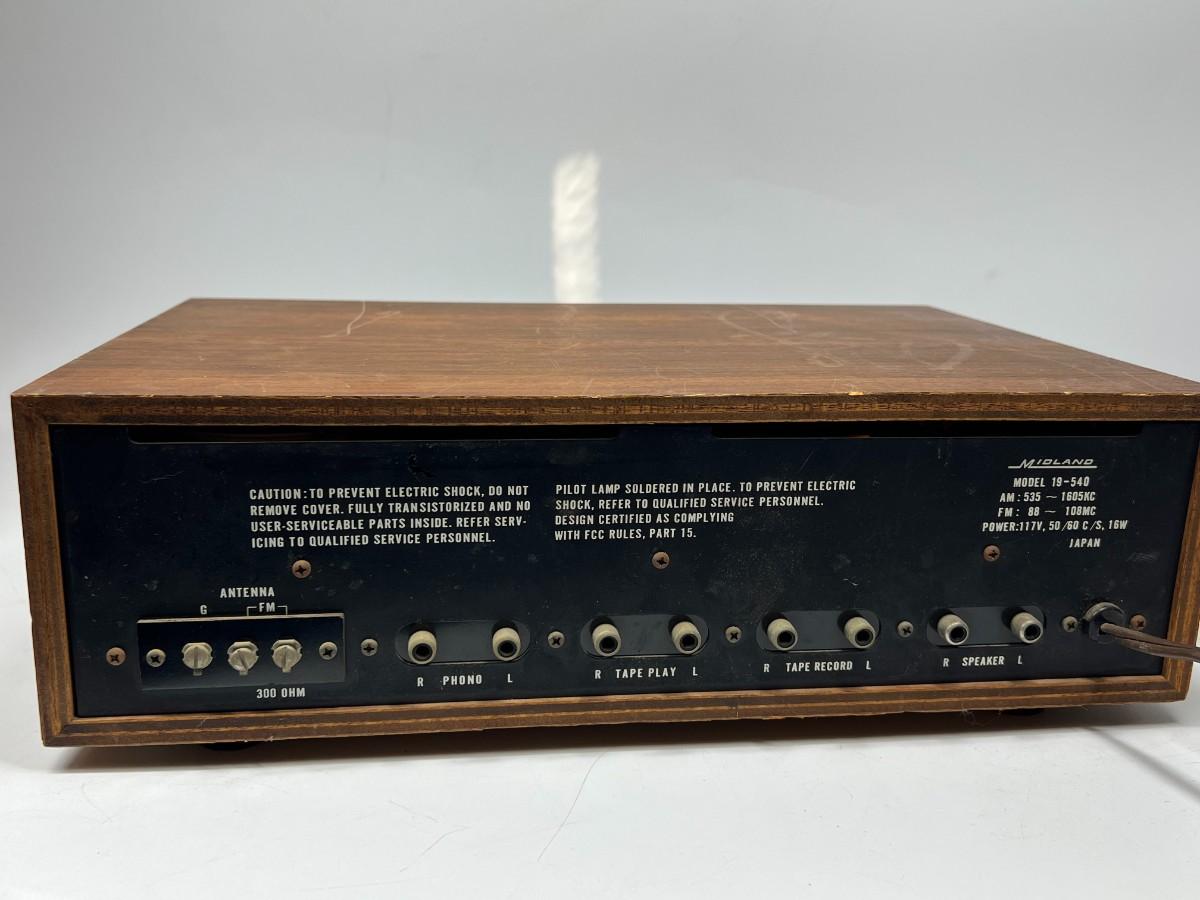 CAUTION: TO PREVENT ELECTRIC SHOCK, DO NOT
REMOVE COVER. FULLY TRANSISTORIZED AND NO
USER-SERVICEABLE PARTS INSIDE. REFER SERV-
ICING TO QUALIFIED SERVICE PERSONNEL.
PILOT LAMP SOLDERED IN PLACE. TO PREVENT ELECTRIC
SHOCK, REFER TO QUALIFIED SERVICE PERSONNEL.
DESIGN CERTIFIED AS COMPLYING
WITH FCC RULES, PART 15.
MIDLAND
MODEL 19-540
AM: 535 ~ 1605KC
FM: 88 ~ 108MC
POWER:117V, 50/60 C/S, 16W
JAPAN
ANTENNA
G FM
300 OHM
R PHONO L
R TAPE PLAY L
R TAPE RECORD L
R SPEAKER L